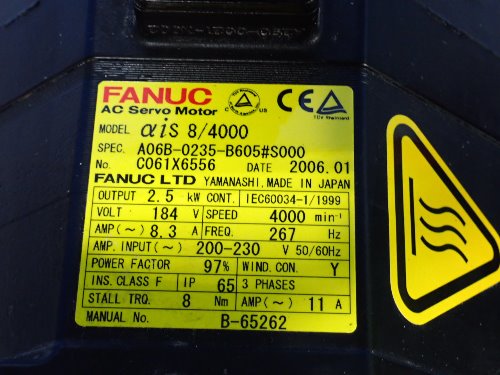 FANUC
AC Servo Motor
C US
TÜV Rheinland
MODEL αiS 8/4000
SPEC. A06B-0235-B605#S000
No. C061X6556 DATE 2006.01
FANUC LTD YAMANASHI, MADE IN JAPAN
OUTPUT 2.5 kW CONT. IEC60034-1/1999
VOLT 184 V SPEED 4000 min⁻¹
AMP(~) 8.3 A FREQ. 267 Hz
AMP. INPUT(~) 200-230 V 50/60Hz
POWER FACTOR 97% WIND. CON. Y
INS. CLASS F IP 65 3 PHASES
STALL TRQ. 8 Nm AMP(~) 11 A
MANUAL No. B-65262